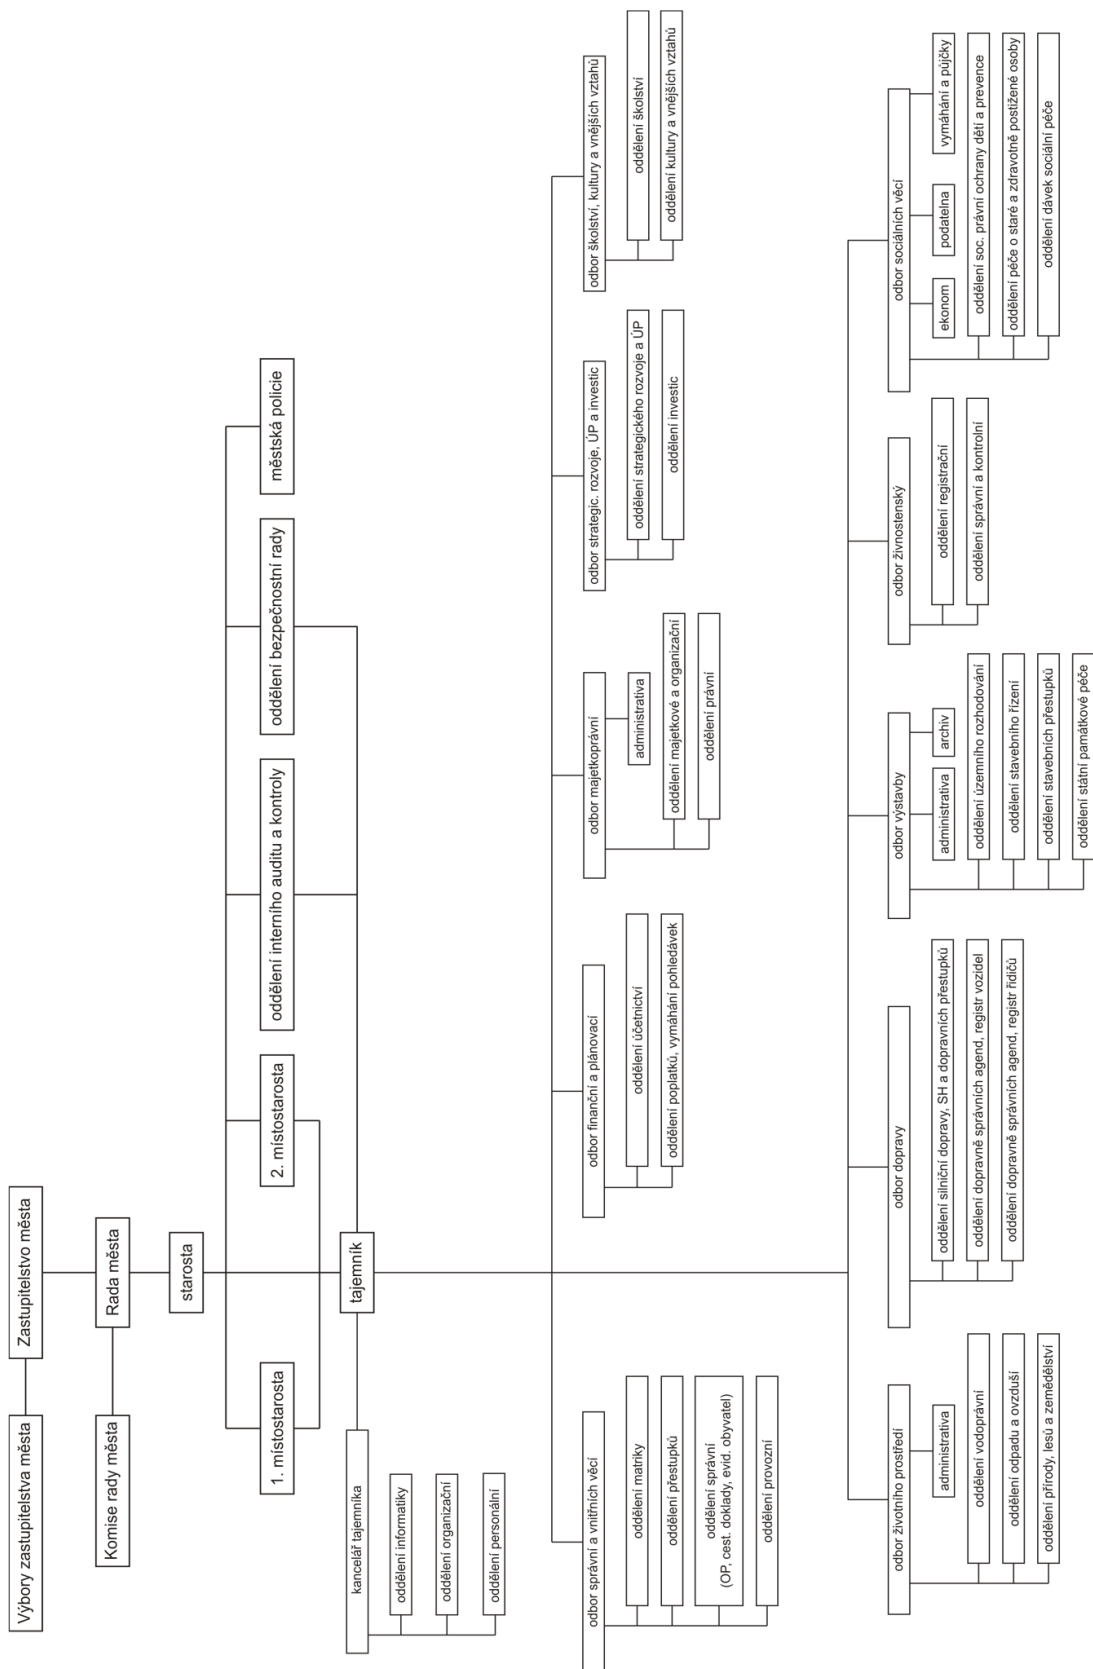 Výbory zastupitelstva města
Zastupitelstvo města
Komise rady města
Rada města
starosta
1. místostarosta
2. místostarosta
oddělení interního auditu a kontroly
oddělení bezpečnostní rady
městská policie
tajemník
kancelář tajemníka
oddělení informatiky
oddělení organizační
oddělení personální
odbor správní a vnitřních věcí
oddělení matriky
oddělení přestupků
oddělení správní
(OP, cest. doklady, evid. obyvatel)
oddělení provozní
odbor finanční a plánovací
oddělení účetnictví
oddělení poplatků, vymáhání pohledávek
odbor majetkoprávní
administrativa
oddělení majetkové a organizační
oddělení právní
odbor strategic. rozvoje, ÚP a investic
oddělení strategického rozvoje a ÚP
oddělení investic
odbor školství, kultury a vnějších vztahů
oddělení školství
oddělení kultury a vnějších vztahů
odbor životního prostředí
administrativa
oddělení vodoprávní
oddělení odpadu a ovzduší
oddělení přírody, lesů a zemědělství
odbor dopravy
oddělení silniční dopravy, SH a dopravních přestupků
oddělení dopravně správních agend, registr vozidel
oddělení dopravně správních agend, registr řidičů
odbor výstavby
administrativa
archiv
oddělení územního rozhodování
oddělení stavebního řízení
oddělení stavebních přestupků
oddělení státní památkové péče
odbor živnostenský
oddělení registrační
oddělení správní a kontrolní
odbor sociálních věcí
ekonom
podatelna
vymáhání a půjčky
oddělení soc. právní ochrany dětí a prevence
oddělení péče o staré a zdravotně postižené osoby
oddělení dávek sociální péče